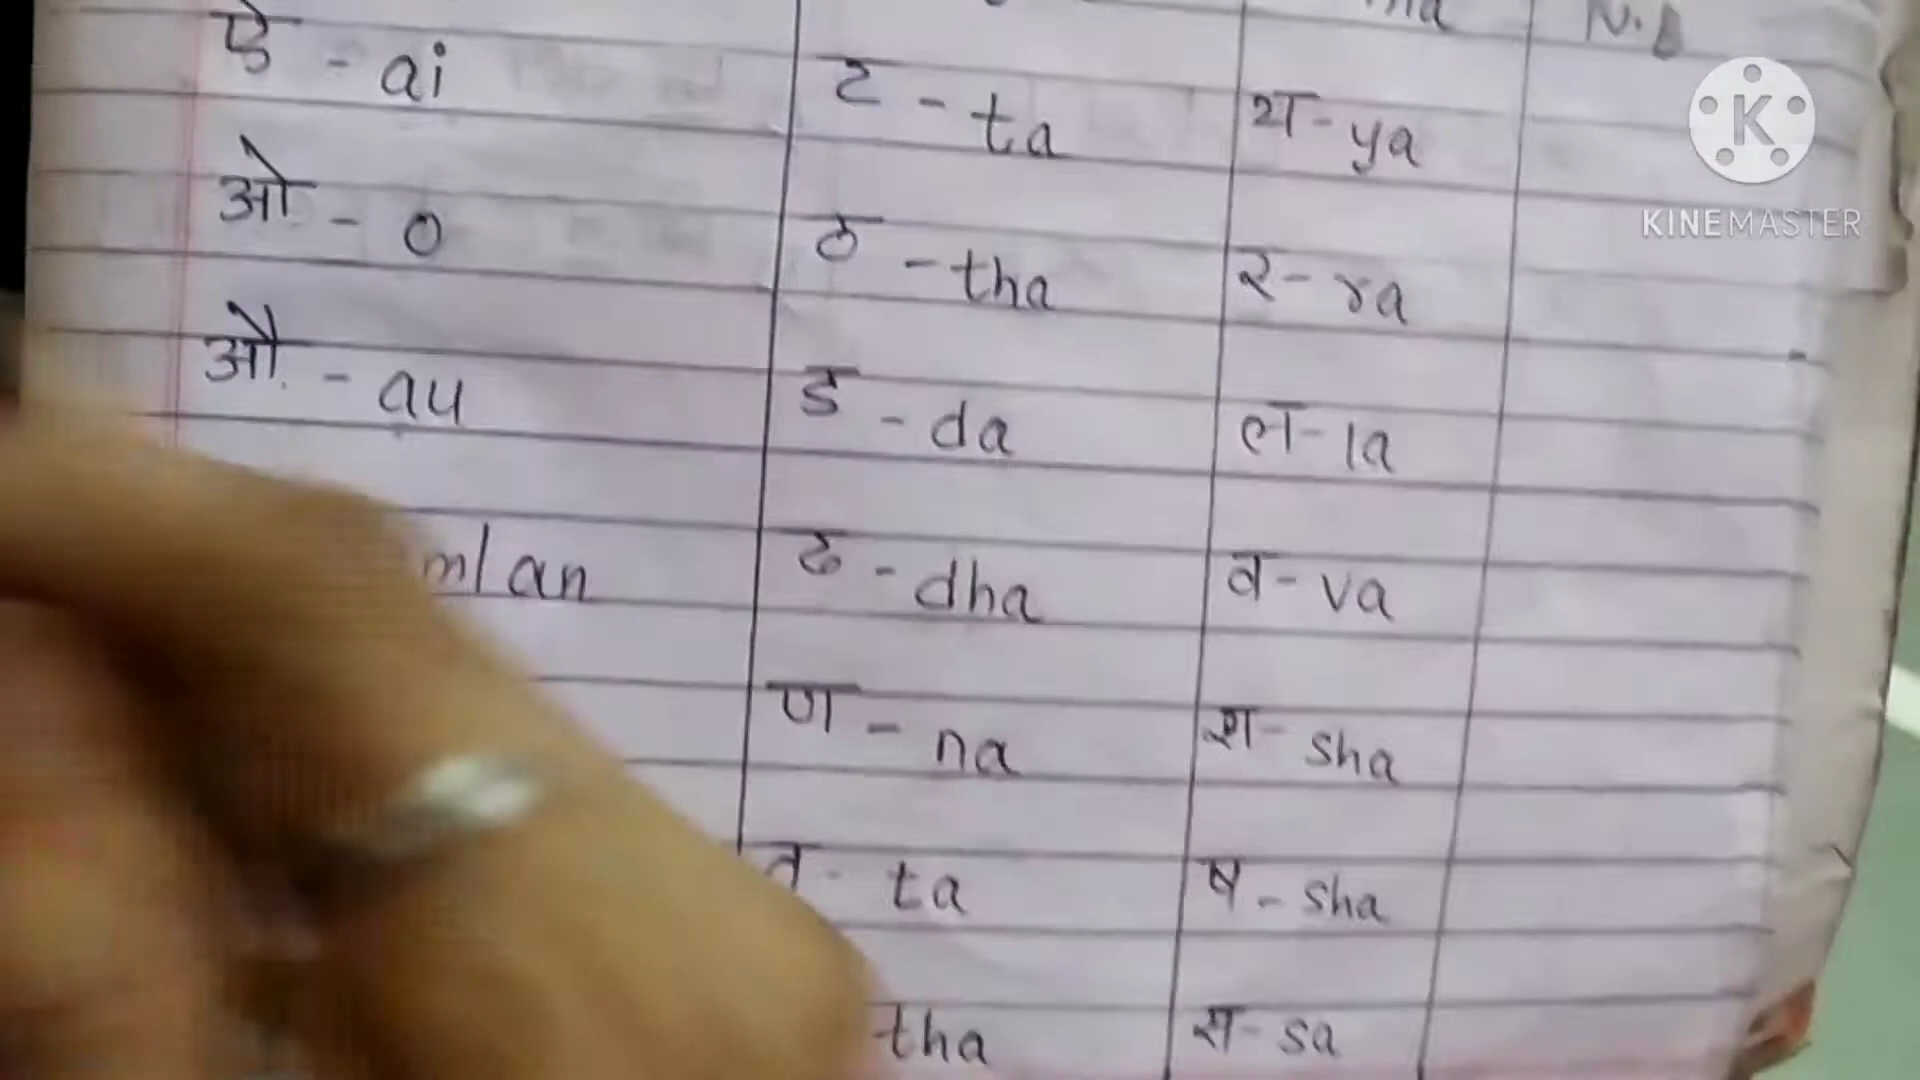 N.B
ऐ - ai
ट - ta
य - ya
KINEMASTER
ओ - o
ठ - tha
र - ra
औ - au
ड - da
ल - la
m/an
ढ - dha
व - va
ण - na
श - sha
त - ta
ष - sha
- tha
स - sa